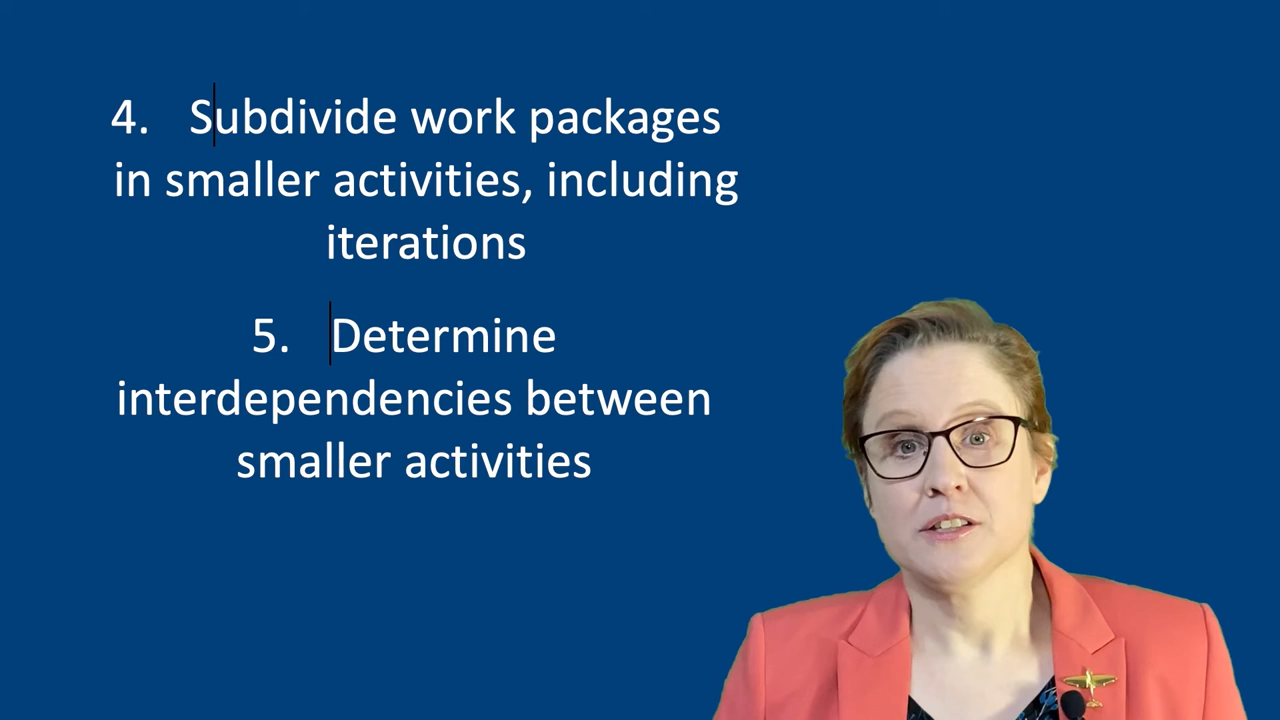 4. Subdivide work packages
in smaller activities, including
iterations
5. Determine
interdependencies between
smaller activities